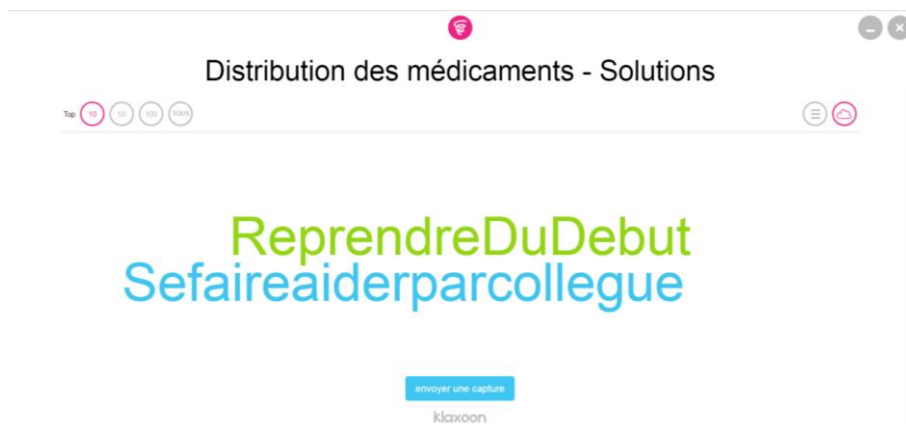 Distribution des médicaments - Solutions
Top 10 50 100 TOUS
ReprendreDuDebut
Sefaireaiderparcollegue
envoyer une capture
klaxoon